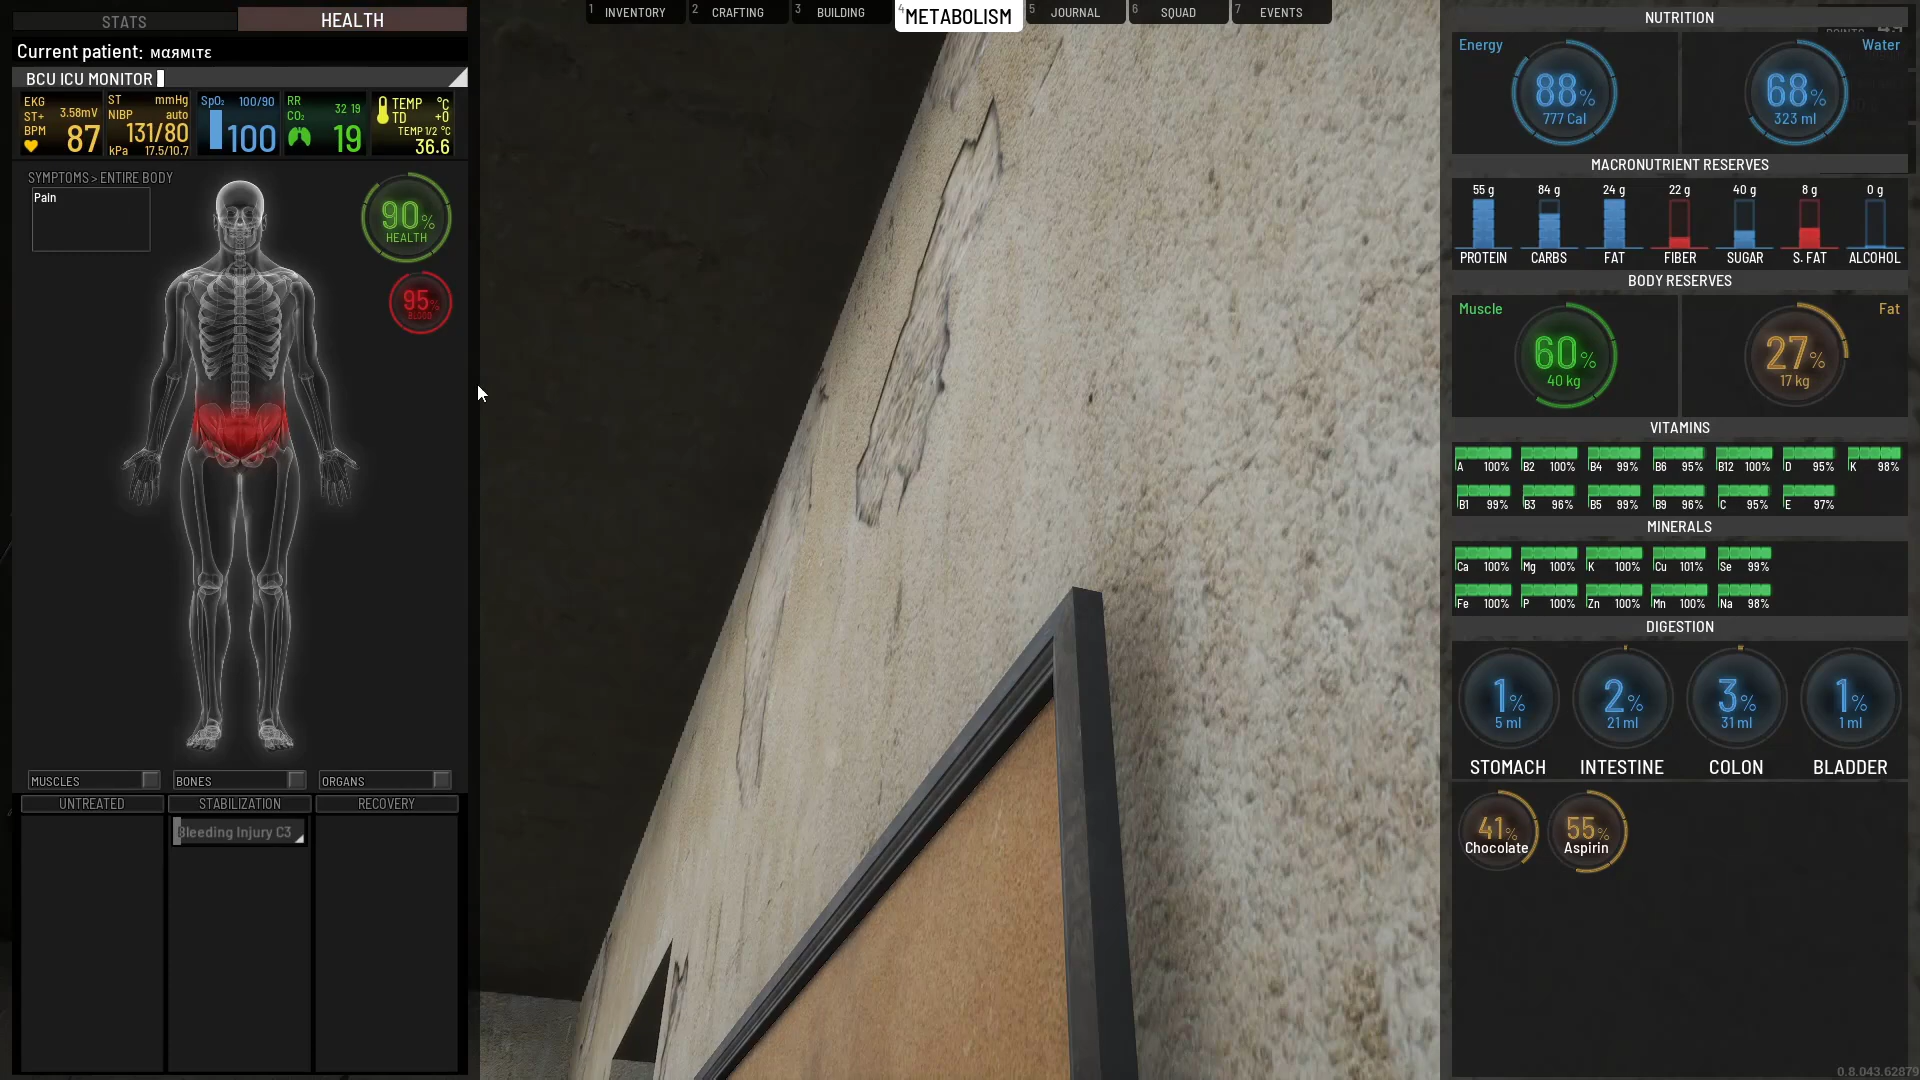 STATS
HEALTH
1 INVENTORY
2 CRAFTING
3 BUILDING
4 METABOLISM
5 JOURNAL
6 SQUAD
7 EVENTS
Current patient: мαямιтε
BCU ICU MONITOR
EKG
ST+ 3.58mV
BPM 87
ST mmHg
NIBP auto
131/80
kPa 17.5/10.7
SpO₂ 100/90
100
RR
CO₂ 32 19
19
TEMP °C
TD +0
TEMP 1/2 °C
36.6
SYMPTOMS > ENTIRE BODY
Pain
90%
HEALTH
95%
BLOOD
MUSCLES
BONES
ORGANS
UNTREATED
STABILIZATION
RECOVERY
Bleeding Injury C3
NUTRITION
Energy
88%
777 Cal
Water
68%
323 ml
MACRONUTRIENT RESERVES
55 g 84 g 24 g 22 g 40 g 8 g 0 g
PROTEIN CARBS FAT FIBER SUGAR S. FAT ALCOHOL
BODY RESERVES
Muscle
60%
40 kg
Fat
27%
17 kg
VITAMINS
A 100% B2 100% B4 99% B6 95% B12 100% D 95% K 98%
B1 99% B3 96% B5 99% B9 96% C 95% E 97%
MINERALS
Ca 100% Mg 100% K 100% Cu 101% Se 99%
Fe 100% P 100% Zn 100% Mn 100% Na 98%
DIGESTION
1% 2% 3% 1%
5 ml 21 ml 31 ml 1 ml
STOMACH INTESTINE COLON BLADDER
41%
Chocolate
55%
Aspirin
0.8.043.62879